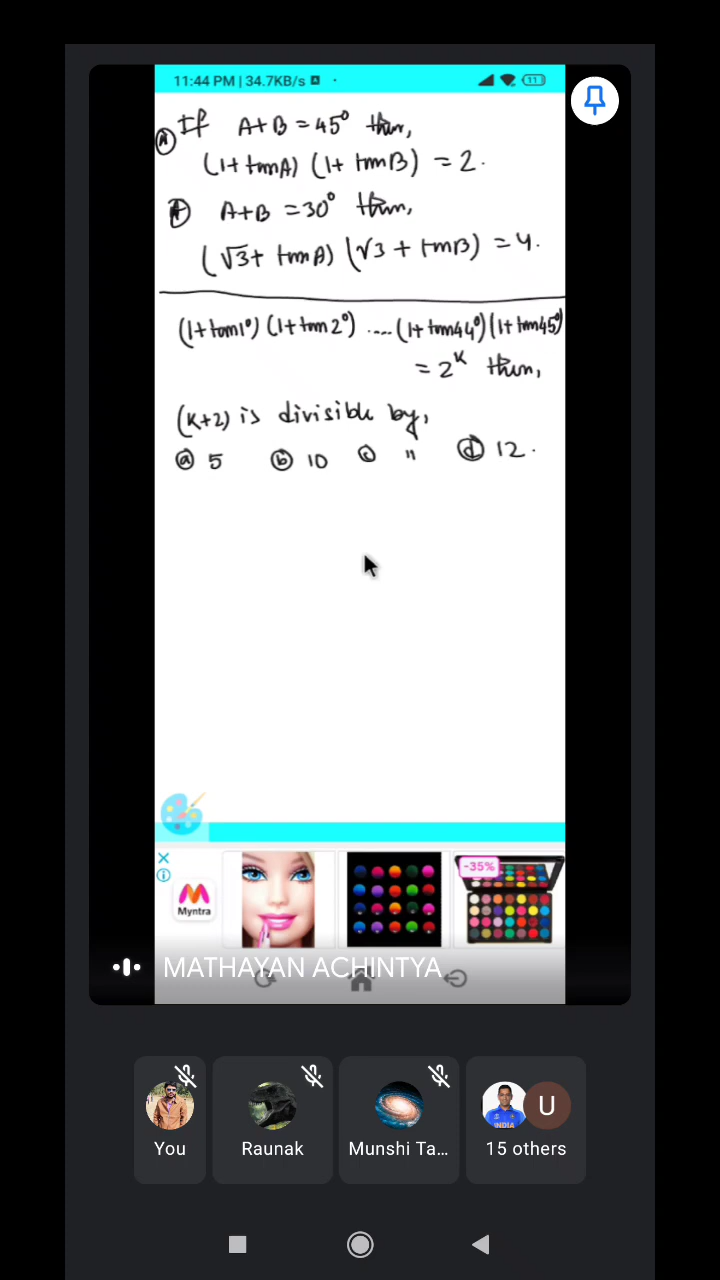 11:44 PM | 34.7KB/s
11
If A+B = 45° then,
(1+tanA) (1+ tanB) = 2.
A+B = 30° then,
(√3+ tanA) (√3 + tanB) = 4.
(1+tan1°) (1+tan2°) .... (1+tan44°) (1+tan45°)
= 2^K then,
(K+2) is divisible by,
(a) 5 (b) 10 (c) 11 (d) 12.
-35%
Myntra
MATHAYAN ACHINTYA
INDIA
U
You
Raunak
Munshi Ta...
15 others